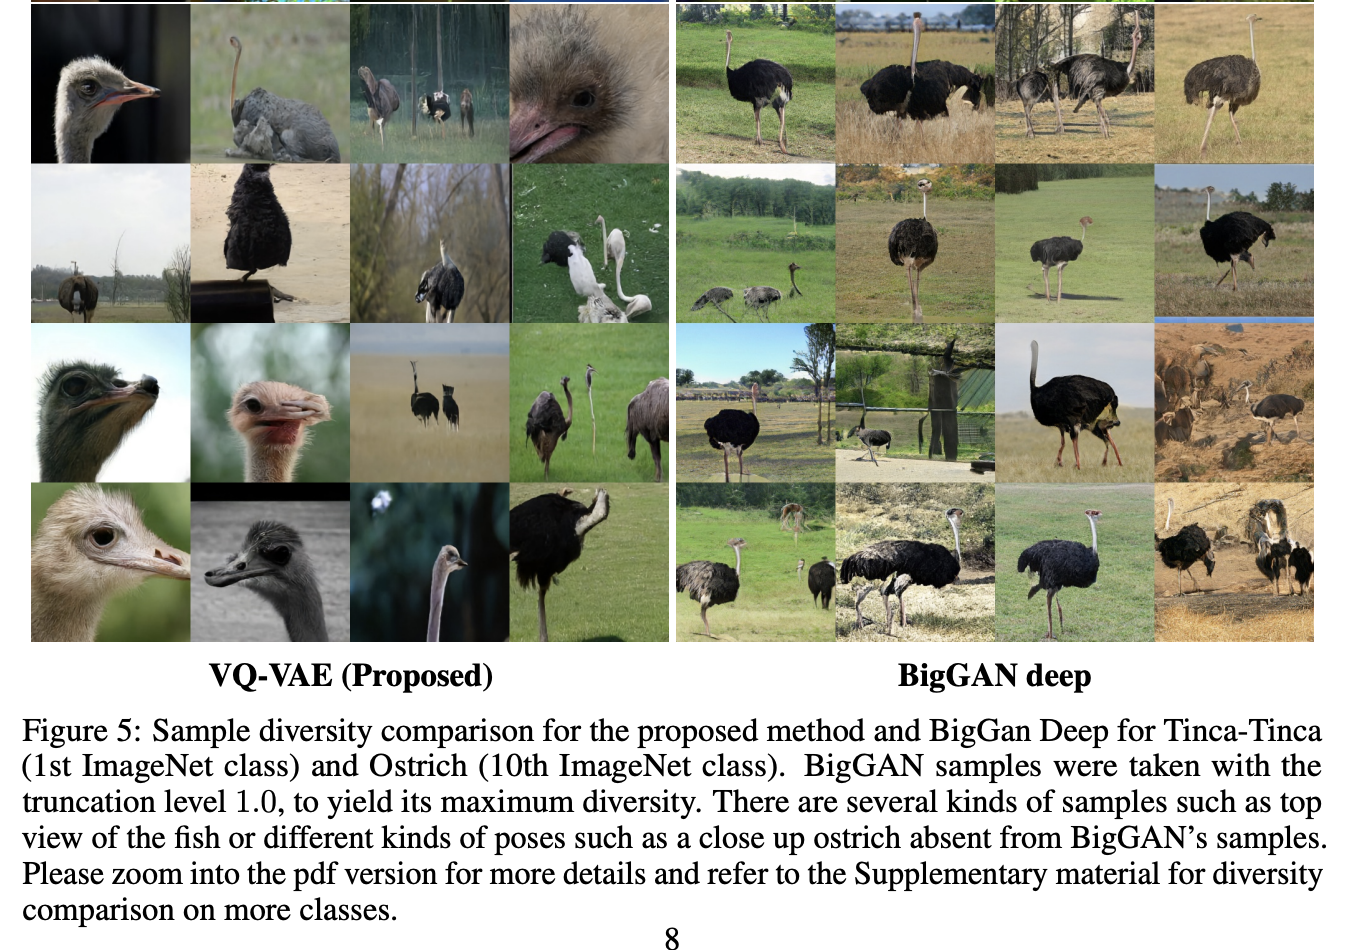 VQ-VAE (Proposed)
BigGAN deep
Figure 5: Sample diversity comparison for the proposed method and BigGan Deep for Tinca-Tinca
(1st ImageNet class) and Ostrich (10th ImageNet class). BigGAN samples were taken with the
truncation level 1.0, to yield its maximum diversity. There are several kinds of samples such as top
view of the fish or different kinds of poses such as a close up ostrich absent from BigGAN's samples.
Please zoom into the pdf version for more details and refer to the Supplementary material for diversity
comparison on more classes.
8